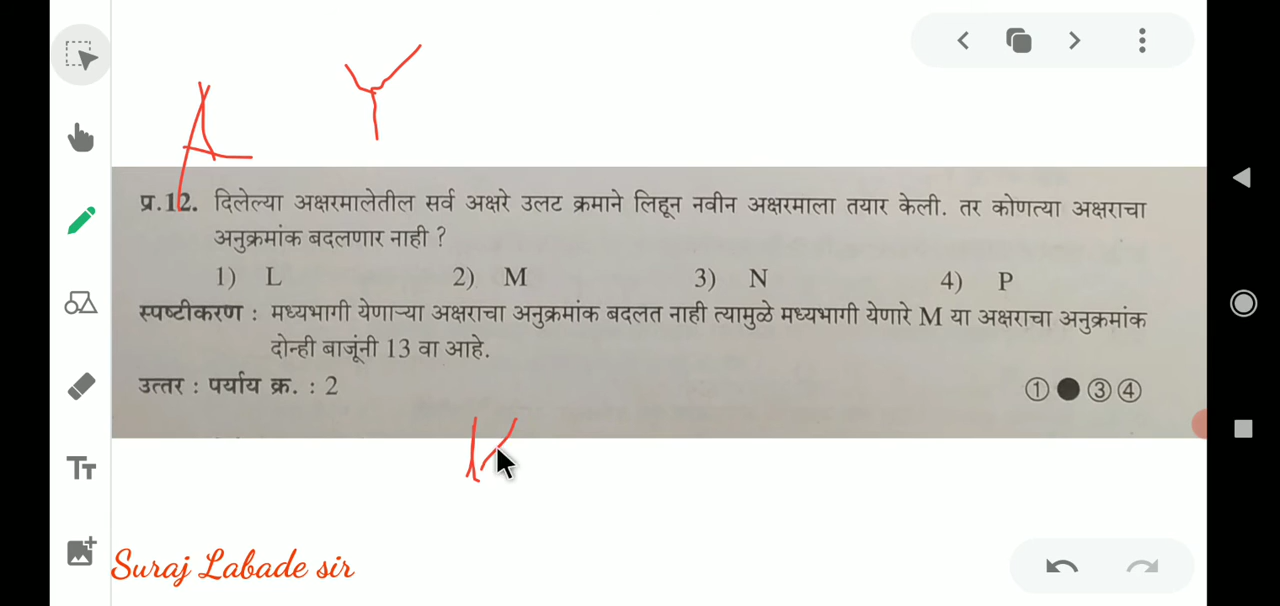 A Y
प्र.12. दिलेल्या अक्षरमालेतील सर्व अक्षरे उलट क्रमाने लिहून नवीन अक्षरमाला तयार केली. तर कोणत्या अक्षराचा
अनुक्रमांक बदलणार नाही ?
1) L 2) M 3) N 4) P
स्पष्टीकरण : मध्यभागी येणाऱ्या अक्षराचा अनुक्रमांक बदलत नाही त्यामुळे मध्यभागी येणारे M या अक्षराचा अनुक्रमांक
दोन्ही बाजूंनी 13 वा आहे.
उत्तर : पर्याय क्र. : 2 ① ● ③ ④
K
Tт
Suraj Labade sir